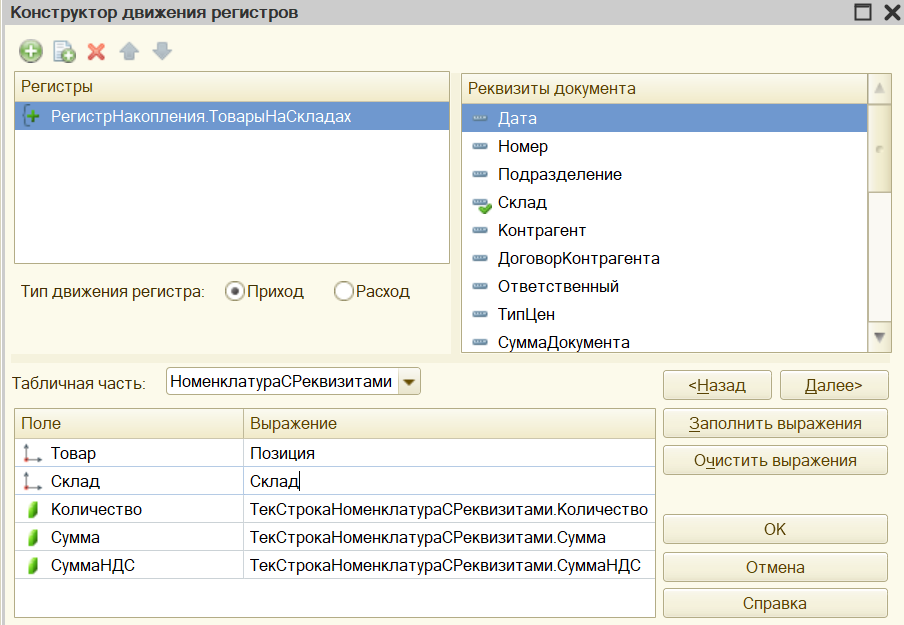 Конструктор движения регистров
Регистры
РегистрНакопления.ТоварыНаСкладах
Тип движения регистра: Приход Расход
Реквизиты документа
Дата
Номер
Подразделение
Склад
Контрагент
ДоговорКонтрагента
Ответственный
ТипЦен
СуммаДокумента
Табличная часть: НоменклатураСРеквизитами
<Назад Далее>
Поле Выражение
Товар Позиция
Склад Склад
Количество ТекСтрокаНоменклатураСРеквизитами.Количество
Сумма ТекСтрокаНоменклатураСРеквизитами.Сумма
СуммаНДС ТекСтрокаНоменклатураСРеквизитами.СуммаНДС
Заполнить выражения
Очистить выражения
ОК
Отмена
Справка